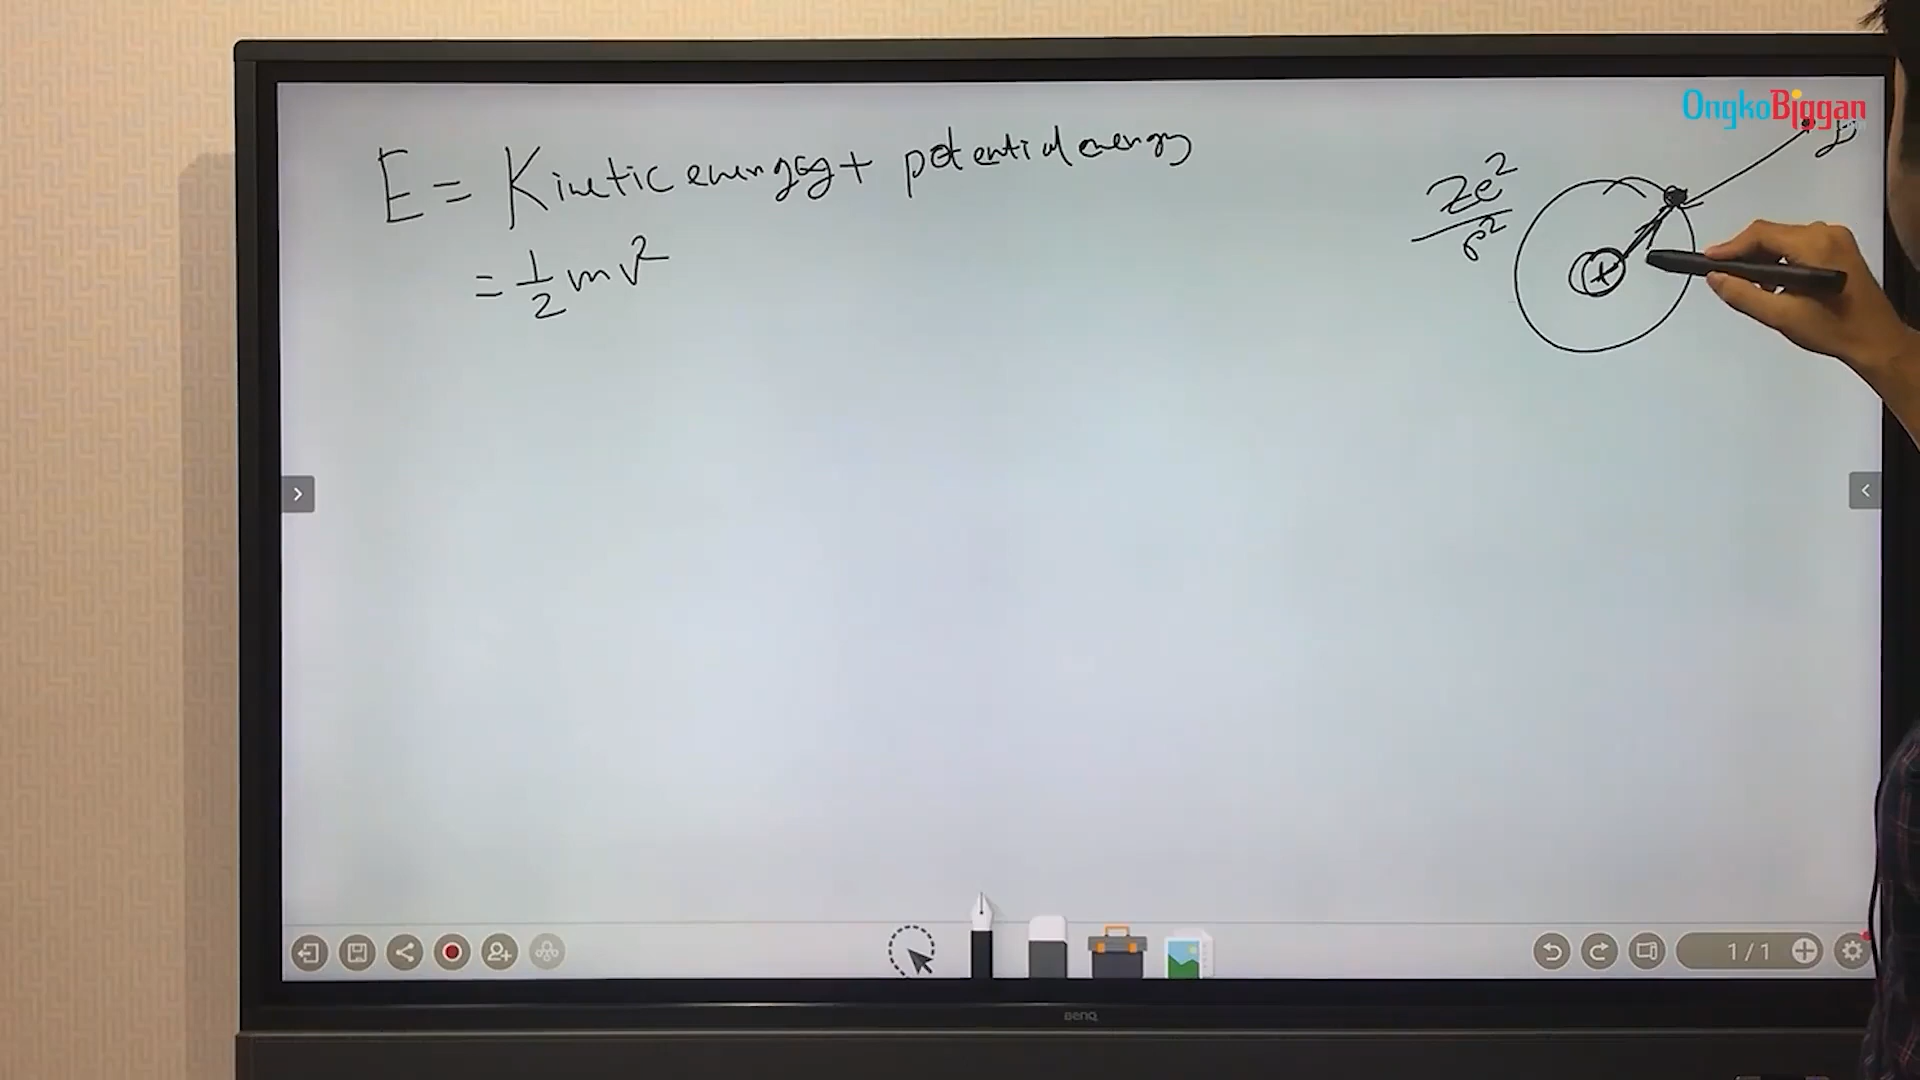 OngkoBiggan
E = Kinetic energy + potential energy
= 1/2 mv²
Ze²/r²
+
1/1
BenQ